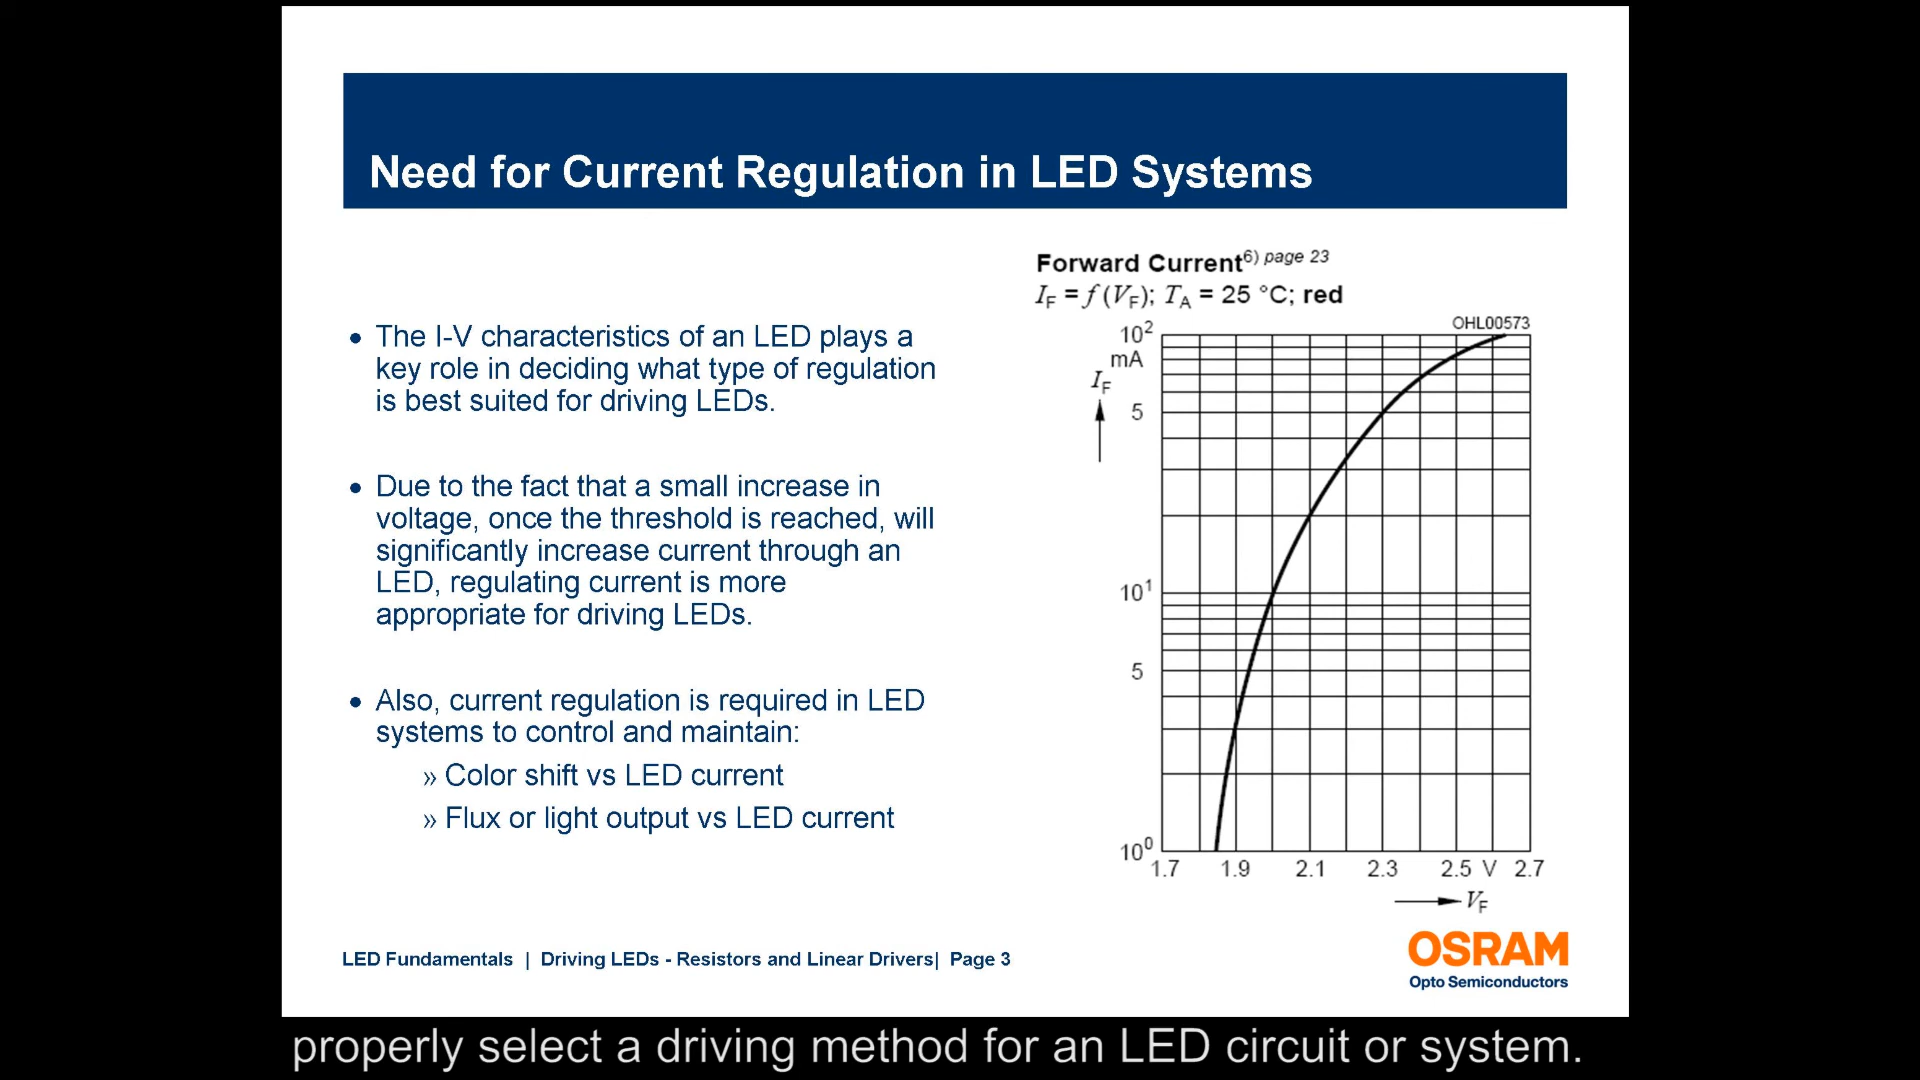 Need for Current Regulation in LED Systems
• The I-V characteristics of an LED plays a
key role in deciding what type of regulation
is best suited for driving LEDs.
• Due to the fact that a small increase in
voltage, once the threshold is reached, will
significantly increase current through an
LED, regulating current is more
appropriate for driving LEDs.
• Also, current regulation is required in LED
systems to control and maintain:
» Color shift vs LED current
» Flux or light output vs LED current
Forward Current⁶⁾ page 23
I_F = f (V_F); T_A = 25 °C; red
OHL00573
10²
mA
I_F
5
10¹
5
10⁰
1.7 1.9 2.1 2.3 2.5 V 2.7
V_F
LED Fundamentals | Driving LEDs - Resistors and Linear Drivers| Page 3
OSRAM
Opto Semiconductors
properly select a driving method for an LED circuit or system.